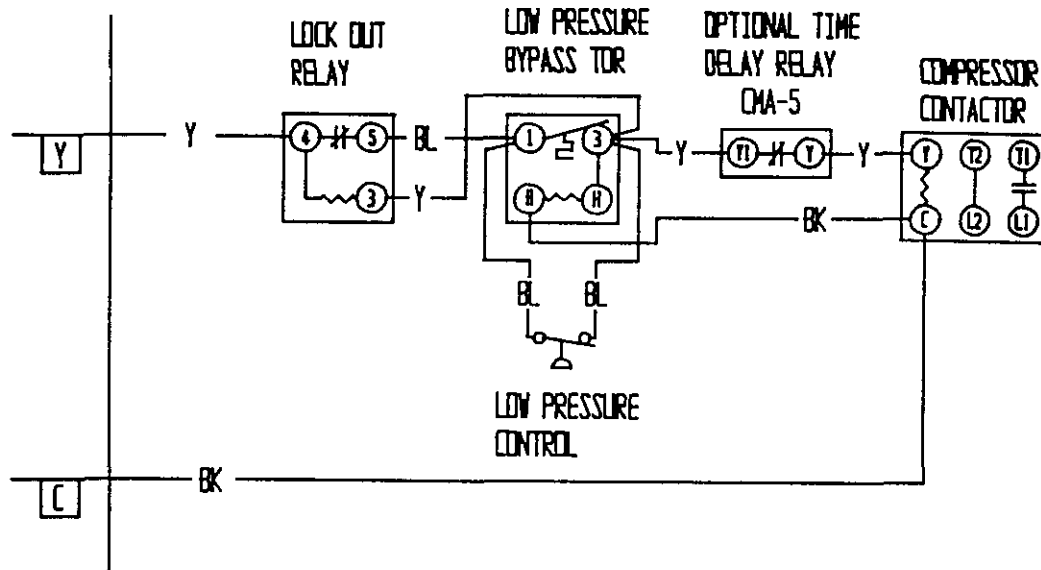 LOCK OUT
RELAY
LOW PRESSURE
BYPASS TDR
OPTIONAL TIME
DELAY RELAY
CMA-5
COMPRESSOR
CONTACTOR
Y
Y
4
5
BL
1
3
Y
Y1
Y
Y
Y
T2
T1
3
Y
H
H
BK
C
L2
L1
BL
BL
LOW PRESSURE
CONTROL
C
BK